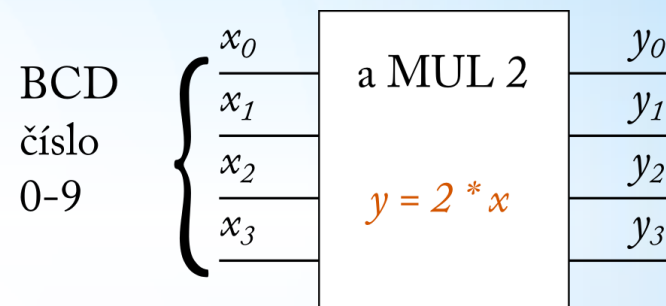 BCD
číslo
0-9
x0
x1
x2
x3
a MUL 2
y = 2 * x
y0
y1
y2
y3